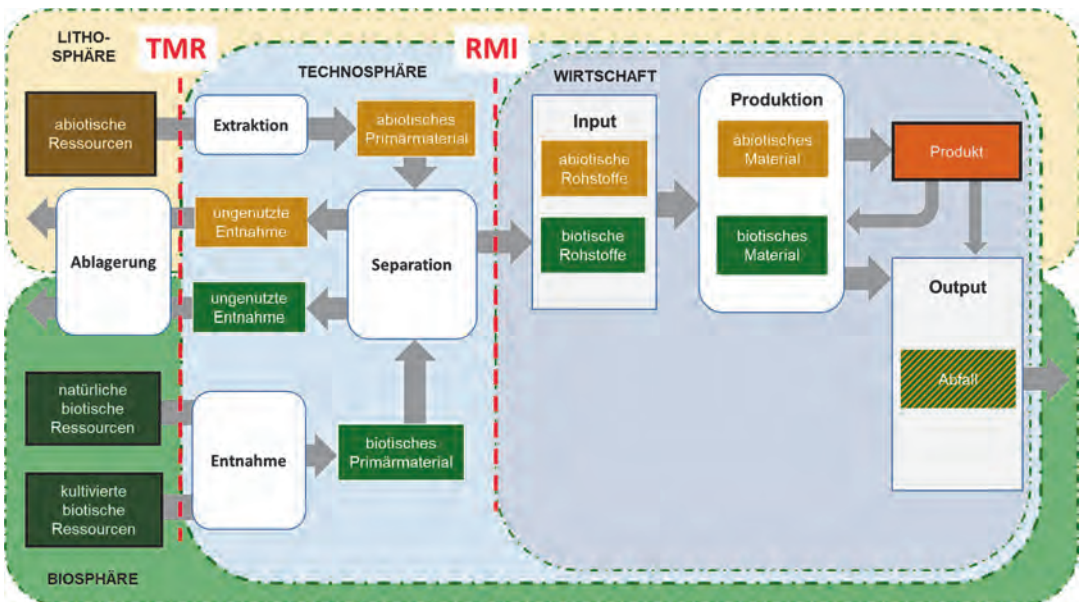 LITHO-
SPHÄRE
TMR
TECHNOSPHÄRE
RMI
WIRTSCHAFT
abiotische
Ressourcen
Extraktion
abiotisches
Primärmaterial
Input
abiotische
Rohstoffe
biotische
Rohstoffe
Produktion
abiotisches
Material
biotisches
Material
Produkt
Ablagerung
ungenutzte
Entnahme
ungenutzte
Entnahme
Separation
Output
Abfall
natürliche
biotische
Ressourcen
kultivierte
biotische
Ressourcen
Entnahme
biotisches
Primärmaterial
BIOSPHÄRE